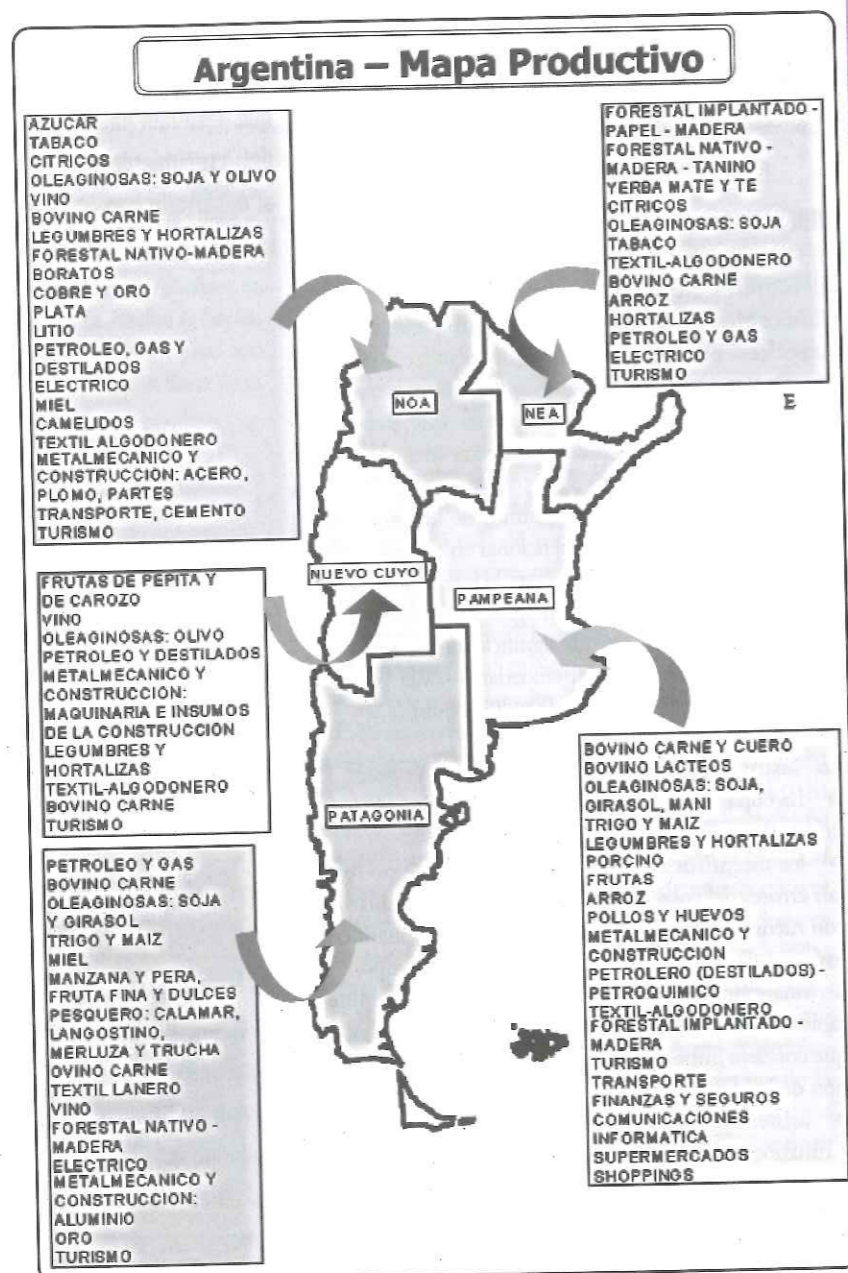 Argentina – Mapa Productivo
AZUCAR
TABACO
CITRICOS
OLEAGINOSAS: SOJA Y OLIVO
VINO
BOVINO CARNE
LEGUMBRES Y HORTALIZAS
FORESTAL NATIVO-MADERA
BORATOS
COBRE Y ORO
PLATA
LITIO
PETROLEO, GAS Y
DESTILADOS
ELECTRICO
MIEL
CAMELIDOS
TEXTIL ALGODONERO
METALMECANICO Y
CONSTRUCCION: ACERO,
PLOMO, PARTES
TRANSPORTE, CEMENTO
TURISMO
FORESTAL IMPLANTADO -
PAPEL - MADERA
FORESTAL NATIVO -
MADERA - TANINO
YERBA MATE Y TE
CITRICOS
OLEAGINOSAS: SOJA
TABACO
TEXTIL-ALGODONERO
BOVINO CARNE
ARROZ
HORTALIZAS
PETROLEO Y GAS
ELECTRICO
TURISMO
E
NOA
NEA
NUEVO CUYO
PAMPEANA
PATAGONIA
FRUTAS DE PEPITA Y
DE CAROZO
VINO
OLEAGINOSAS: OLIVO
PETROLEO Y DESTILADOS
METALMECANICO Y
CONSTRUCCION:
MAQUINARIA E INSUMOS
DE LA CONSTRUCCION
LEGUMBRES Y
HORTALIZAS
TEXTIL-ALGODONERO
BOVINO CARNE
TURISMO
PETROLEO Y GAS
BOVINO CARNE
OLEAGINOSAS: SOJA
Y GIRASOL
TRIGO Y MAIZ
MIEL
MANZANA Y PERA,
FRUTA FINA Y DULCES
PESQUERO: CALAMAR,
LANGOSTINO,
MERLUZA Y TRUCHA
OVINO CARNE
TEXTIL LANERO
VINO
FORESTAL NATIVO -
MADERA
ELECTRICO
METALMECANICO Y
CONSTRUCCION:
ALUMINIO
ORO
TURISMO
BOVINO CARNE Y CUERO
BOVINO LACTEOS
OLEAGINOSAS: SOJA,
GIRASOL, MANI
TRIGO Y MAIZ
LEGUMBRES Y HORTALIZAS
PORCINO
FRUTAS
ARROZ
POLLOS Y HUEVOS
METALMECANICO Y
CONSTRUCCION
PETROLERO (DESTILADOS) -
PETROQUIMICO
TEXTIL-ALGODONERO
FORESTAL IMPLANTADO -
MADERA
TURISMO
TRANSPORTE
FINANZAS Y SEGUROS
COMUNICACIONES
INFORMATICA
SUPERMERCADOS
SHOPPINGS